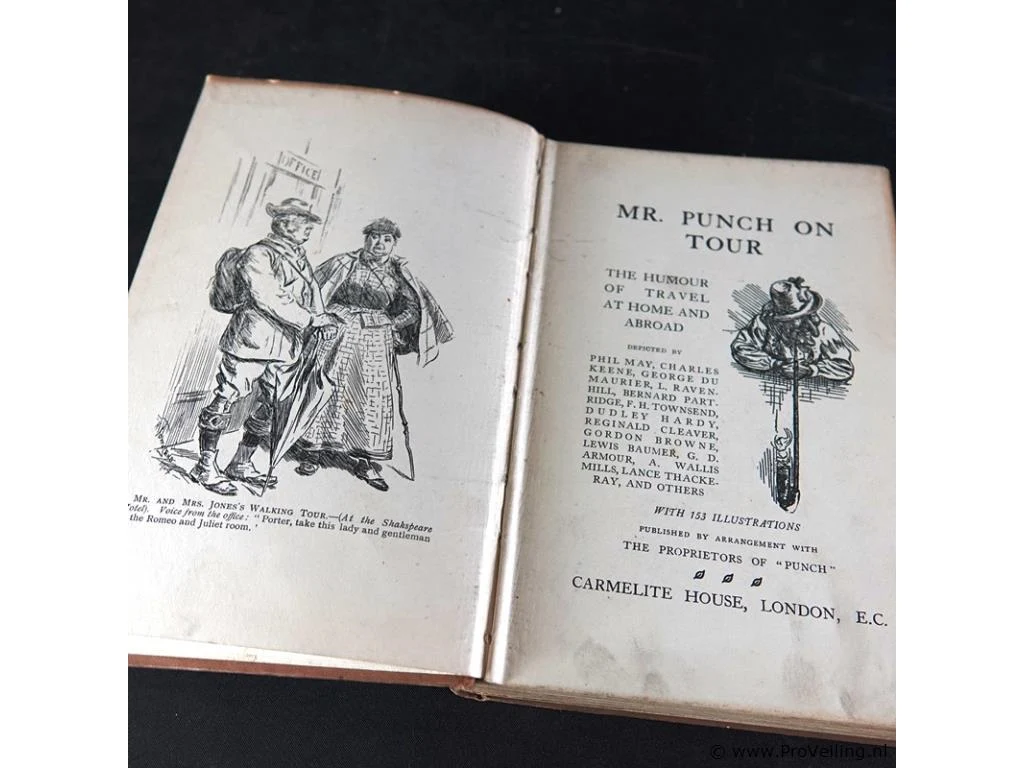 OFFICE
MR. AND MRS. JONES'S WALKING TOUR.—(At the Shakspeare
Hotel). Voice from the office: "Porter, take this lady and gentleman
the Romeo and Juliet room.'
MR. PUNCH ON
TOUR
THE HUMOUR
OF TRAVEL
AT HOME AND
ABROAD
DEPICTED BY
PHIL MAY, CHARLES
KEENE, GEORGE DU
MAURIER, L. RAVEN-
HILL, BERNARD PART-
RIDGE, F. H. TOWNSEND,
DUDLEY HARDY,
REGINALD CLEAVER,
GORDON BROWNE,
LEWIS BAUMER, G. D.
ARMOUR, A. WALLIS
MILLS, LANCE THACKE-
RAY, AND OTHERS
WITH 153 ILLUSTRATIONS
PUBLISHED BY ARRANGEMENT WITH
THE PROPRIETORS OF "PUNCH"
CARMELITE HOUSE, LONDON, E.C.
© www.ProVeiling.nl